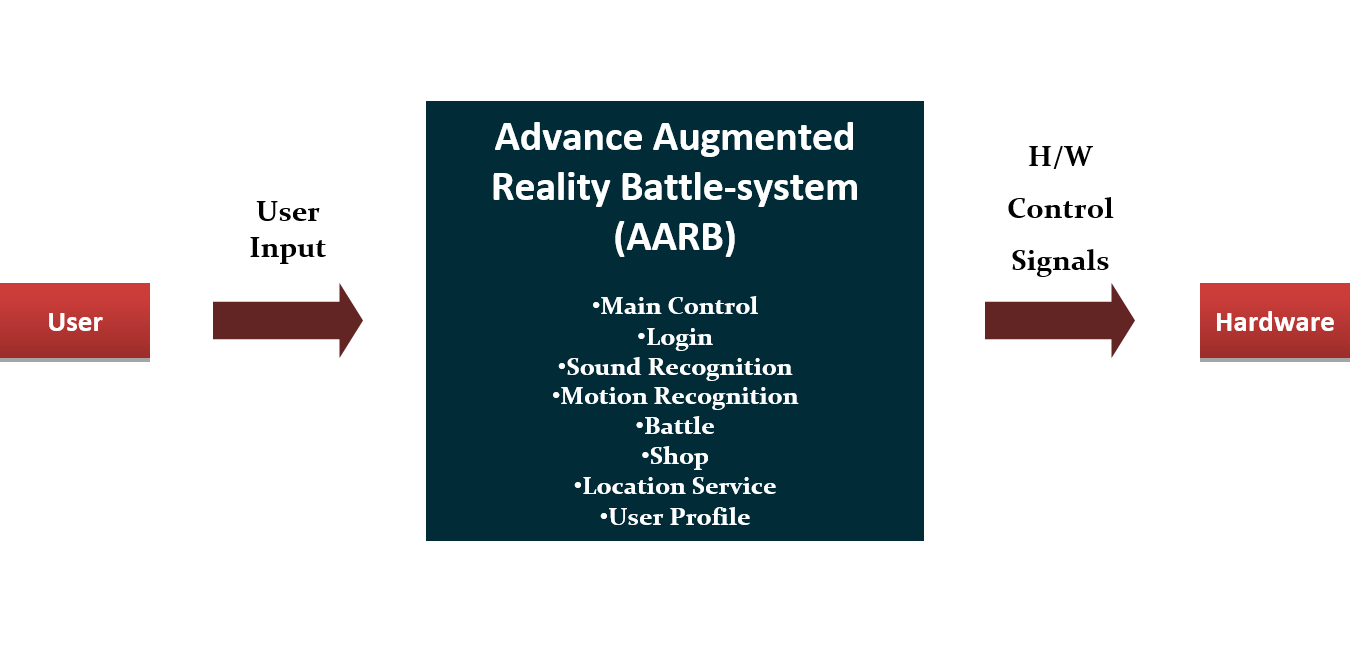 User
User
Input
Advance Augmented
Reality Battle-system
(AARB)
•Main Control
•Login
•Sound Recognition
•Motion Recognition
•Battle
•Shop
•Location Service
•User Profile
H/W
Control
Signals
Hardware